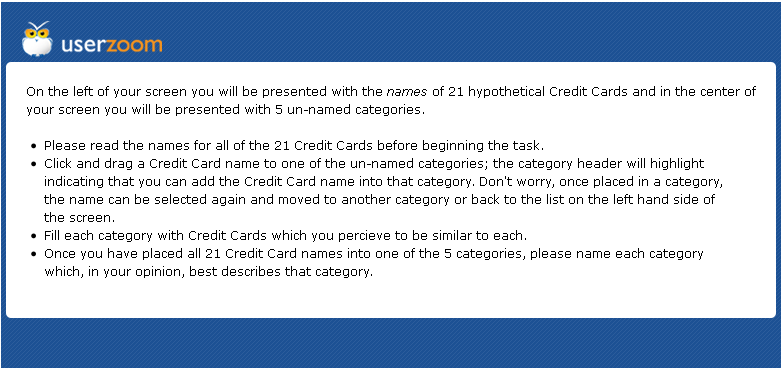 userzoom
On the left of your screen you will be presented with the names of 21 hypothetical Credit Cards and in the center of
your screen you will be presented with 5 un-named categories.
• Please read the names for all of the 21 Credit Cards before beginning the task.
• Click and drag a Credit Card name to one of the un-named categories; the category header will highlight
indicating that you can add the Credit Card name into that category. Don't worry, once placed in a category,
the name can be selected again and moved to another category or back to the list on the left hand side of
the screen.
• Fill each category with Credit Cards which you percieve to be similar to each.
• Once you have placed all 21 Credit Card names into one of the 5 categories, please name each category
which, in your opinion, best describes that category.